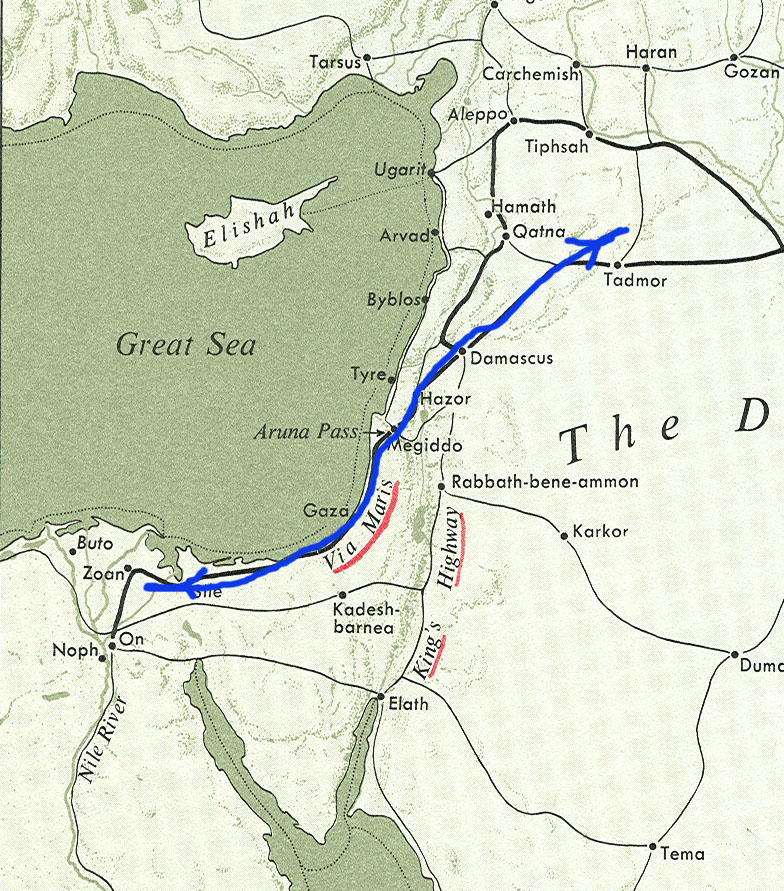 Tarsus
Carchemish
Haran
Gozan
Aleppo
Tiphsah
Ugarit
Elishah
Hamath
Qatna
Arvad
Tadmor
Byblos
Great Sea
Damascus
Tyre
Hazor
The D
Aruna Pass
Megiddo
Rabbath-bene-ammon
Gaza
Via Maris
Highway
Karkor
Buto
Zoan
Sile
Kadesh-
barnea
On
Noph
King's
Duma
Elath
Nile River
Tema